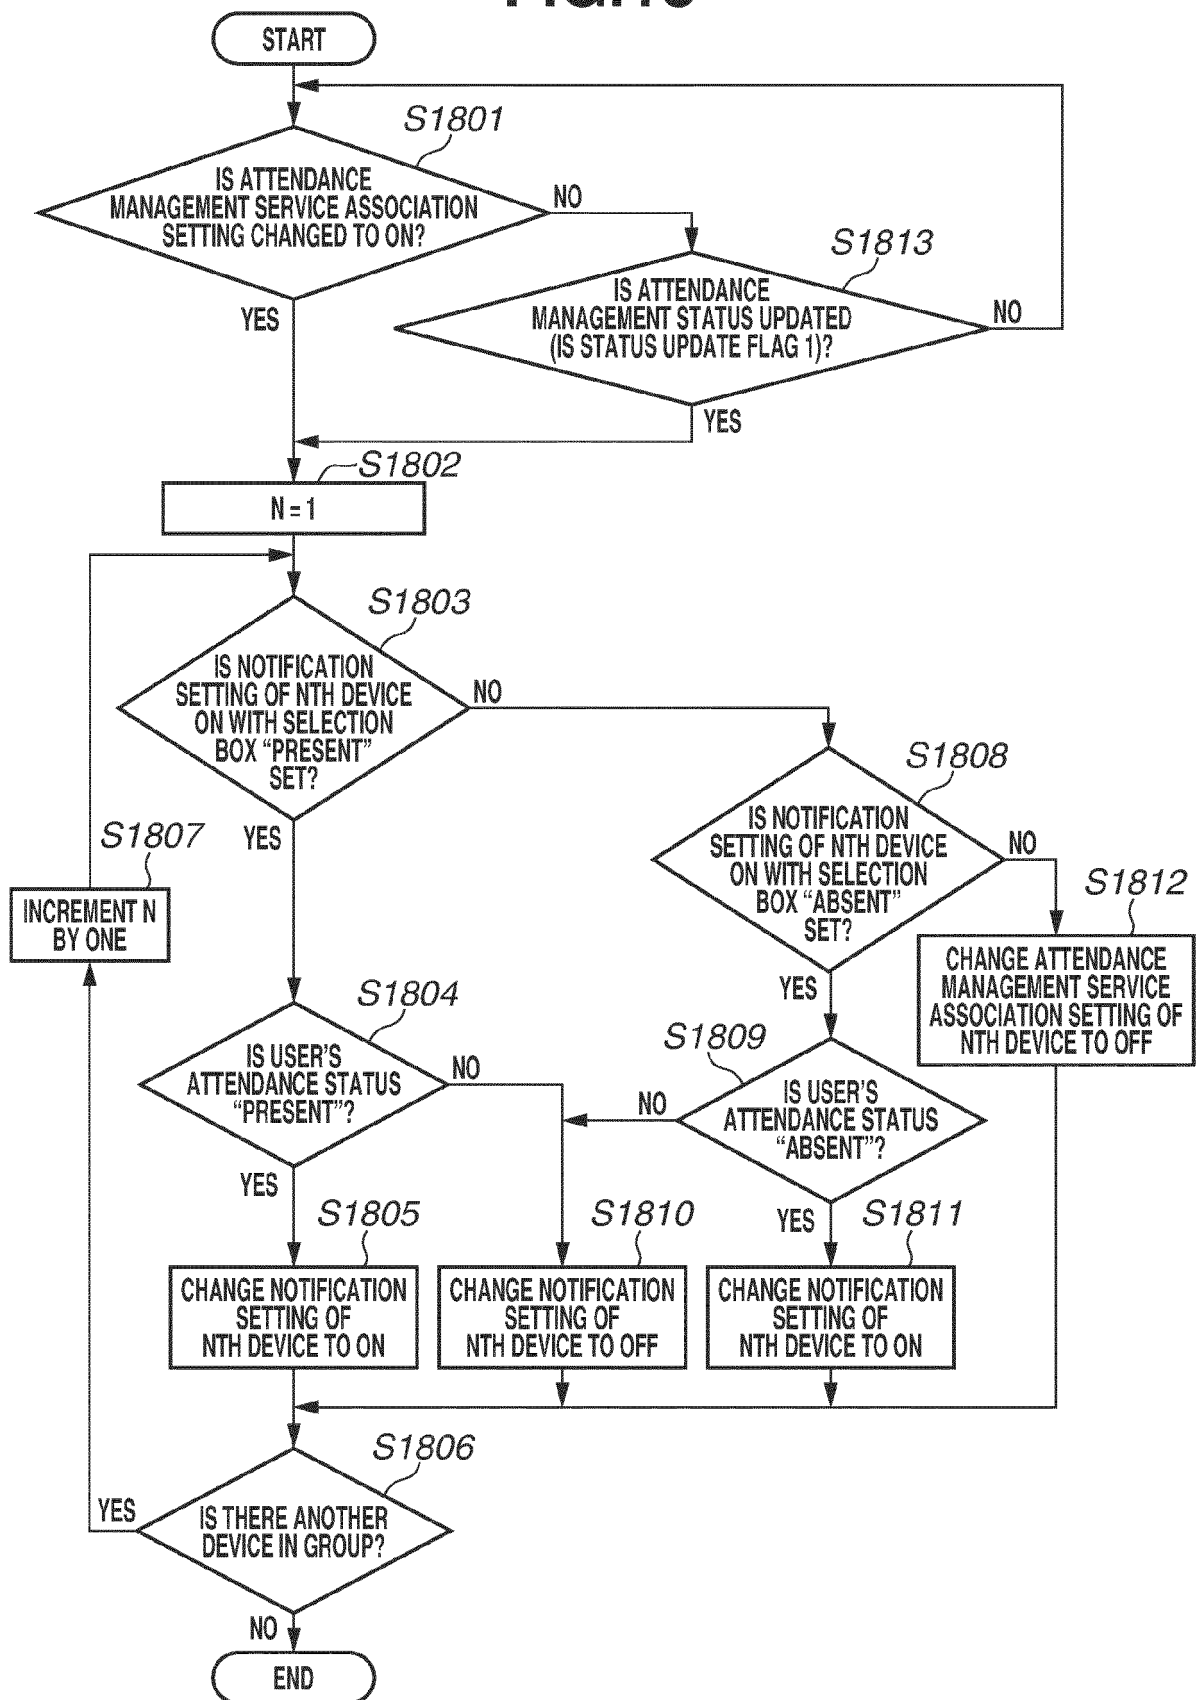 START
S1801
IS ATTENDANCE
MANAGEMENT SERVICE ASSOCIATION
SETTING CHANGED TO ON?
NO
YES
S1813
IS ATTENDANCE
MANAGEMENT STATUS UPDATED
(IS STATUS UPDATE FLAG 1)?
NO
YES
S1802
N = 1
S1803
IS NOTIFICATION
SETTING OF NTH DEVICE
ON WITH SELECTION
BOX “PRESENT”
SET?
NO
YES
S1807
INCREMENT N
BY ONE
S1808
IS NOTIFICATION
SETTING OF NTH DEVICE
ON WITH SELECTION
BOX “ABSENT”
SET?
NO
YES
S1812
CHANGE ATTENDANCE
MANAGEMENT SERVICE
ASSOCIATION SETTING OF
NTH DEVICE TO OFF
S1804
IS USER’S
ATTENDANCE STATUS
“PRESENT”?
NO
YES
S1809
IS USER’S
ATTENDANCE STATUS
“ABSENT”?
NO
YES
S1805
CHANGE NOTIFICATION
SETTING OF
NTH DEVICE TO ON
S1810
CHANGE NOTIFICATION
SETTING OF
NTH DEVICE TO OFF
S1811
CHANGE NOTIFICATION
SETTING OF
NTH DEVICE TO ON
S1806
IS THERE ANOTHER
DEVICE IN GROUP?
YES
NO
END